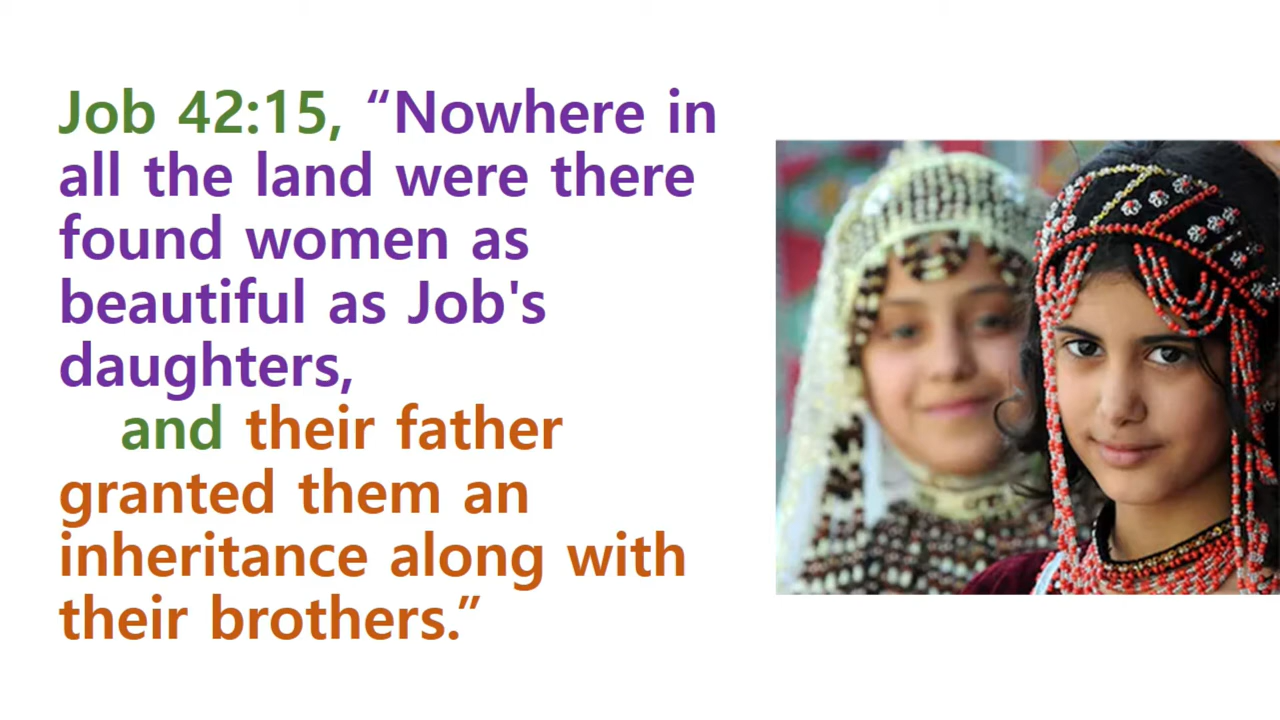 Job 42:15, “Nowhere in
all the land were there
found women as
beautiful as Job's
daughters,
and their father
granted them an
inheritance along with
their brothers.”